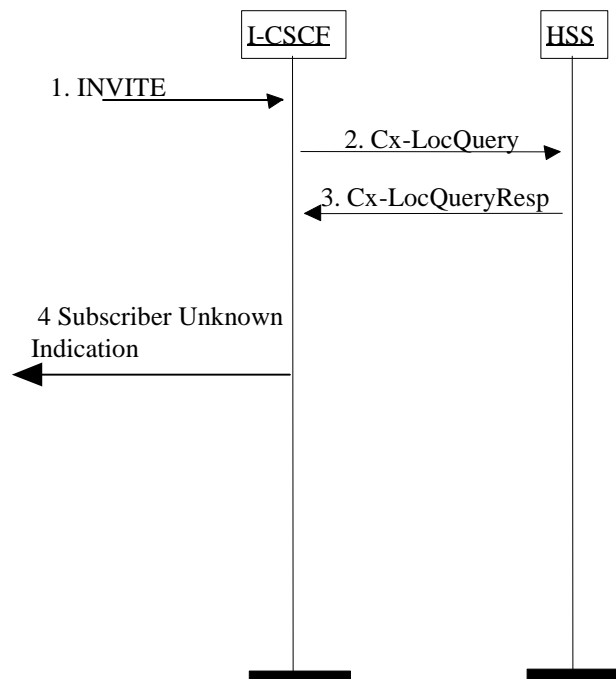 I-CSCF
HSS
1. INVITE
2. Cx-LocQuery
3. Cx-LocQueryResp
4 Subscriber Unknown
Indication